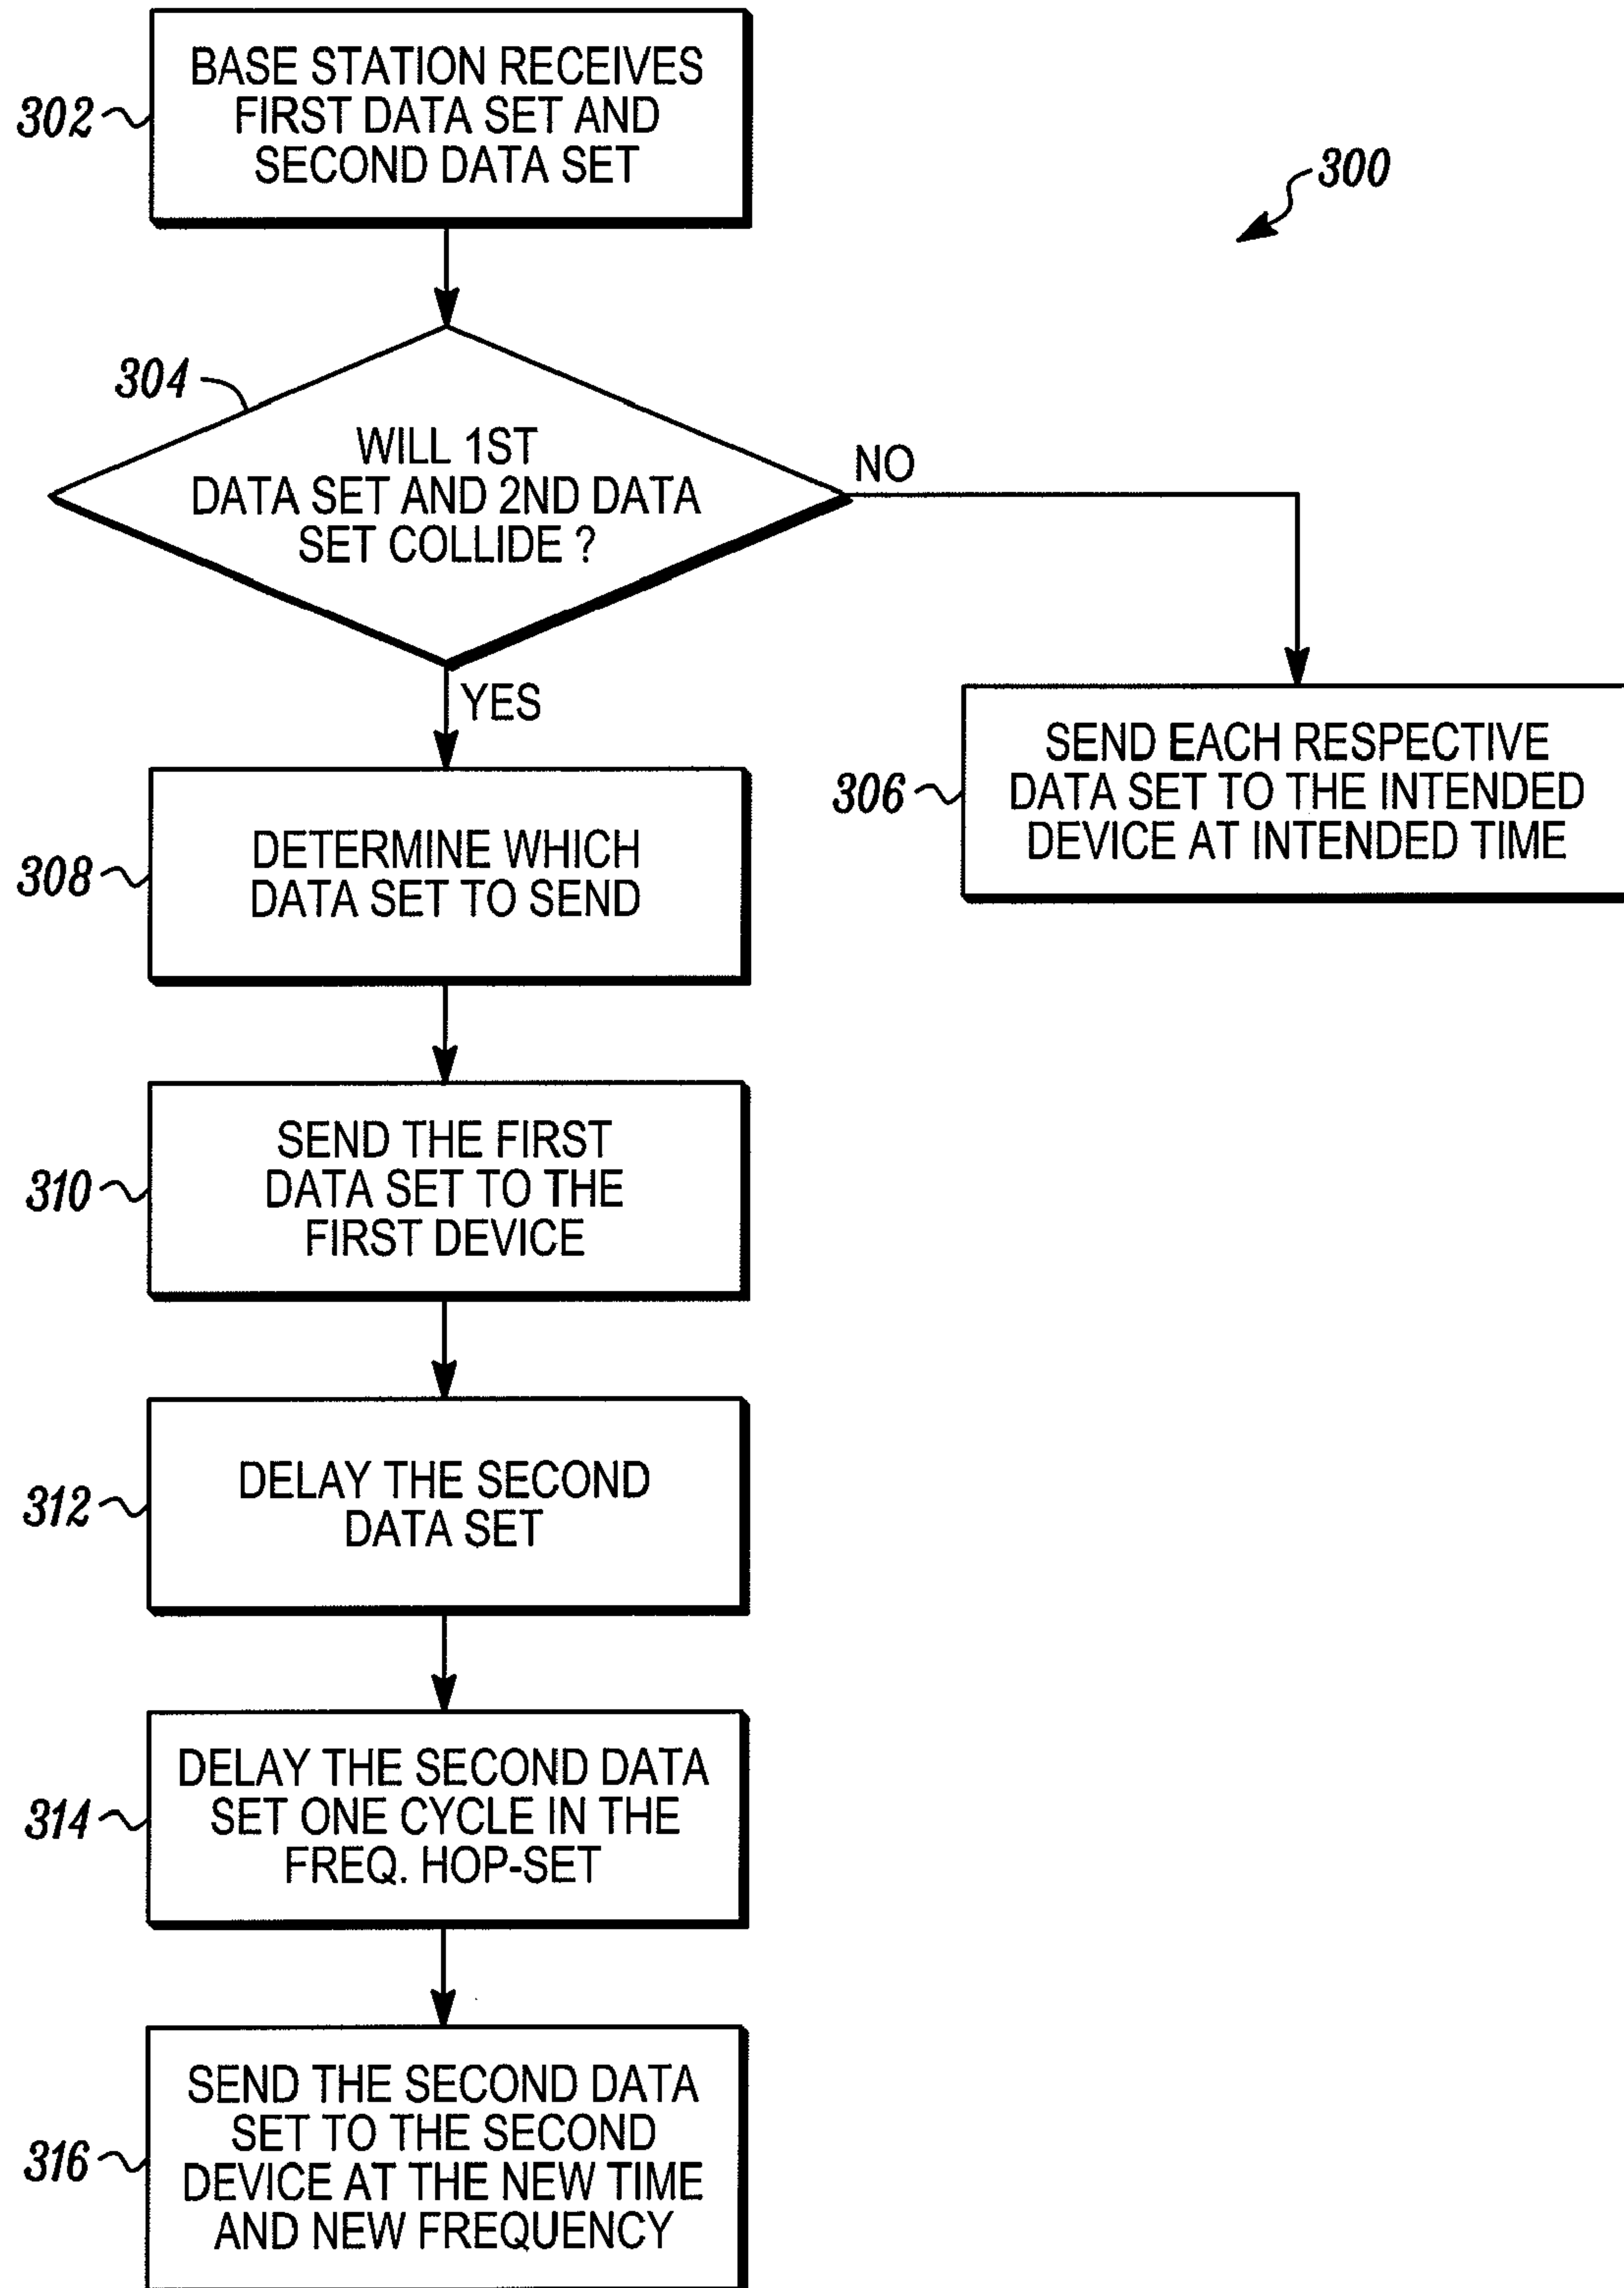 302
BASE STATION RECEIVES
FIRST DATA SET AND
SECOND DATA SET
300
304
WILL 1ST
DATA SET AND 2ND DATA
SET COLLIDE ?
NO
YES
306
SEND EACH RESPECTIVE
DATA SET TO THE INTENDED
DEVICE AT INTENDED TIME
308
DETERMINE WHICH
DATA SET TO SEND
310
SEND THE FIRST
DATA SET TO THE
FIRST DEVICE
312
DELAY THE SECOND
DATA SET
314
DELAY THE SECOND DATA
SET ONE CYCLE IN THE
FREQ. HOP-SET
316
SEND THE SECOND DATA
SET TO THE SECOND
DEVICE AT THE NEW TIME
AND NEW FREQUENCY